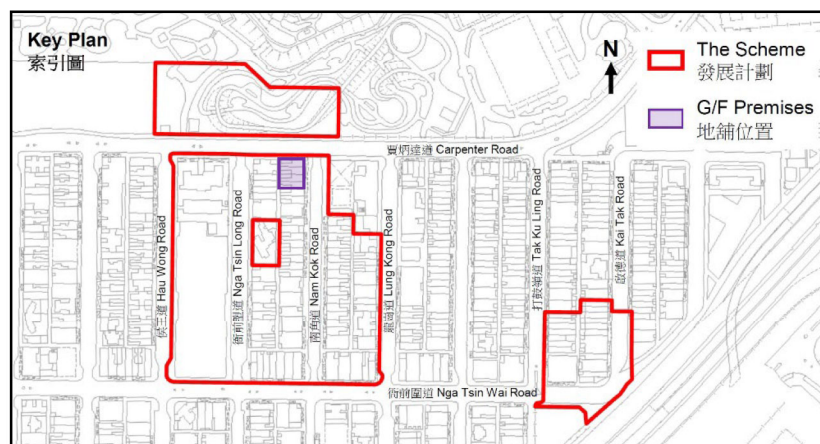 Key Plan
索引圖
N
The Scheme
發展計劃
G/F Premises
地舖位置
賈炳達道 Carpenter Road
侯王道 Hau Wong Road
衙前塱道 Nga Tsin Long Road
南角道 Nam Kok Road
龍崗道 Lung Kong Road
打鼓嶺道 Tak Ku Ling Road
啟德道 Kai Tak Road
衙前圍道 Nga Tsin Wai Road